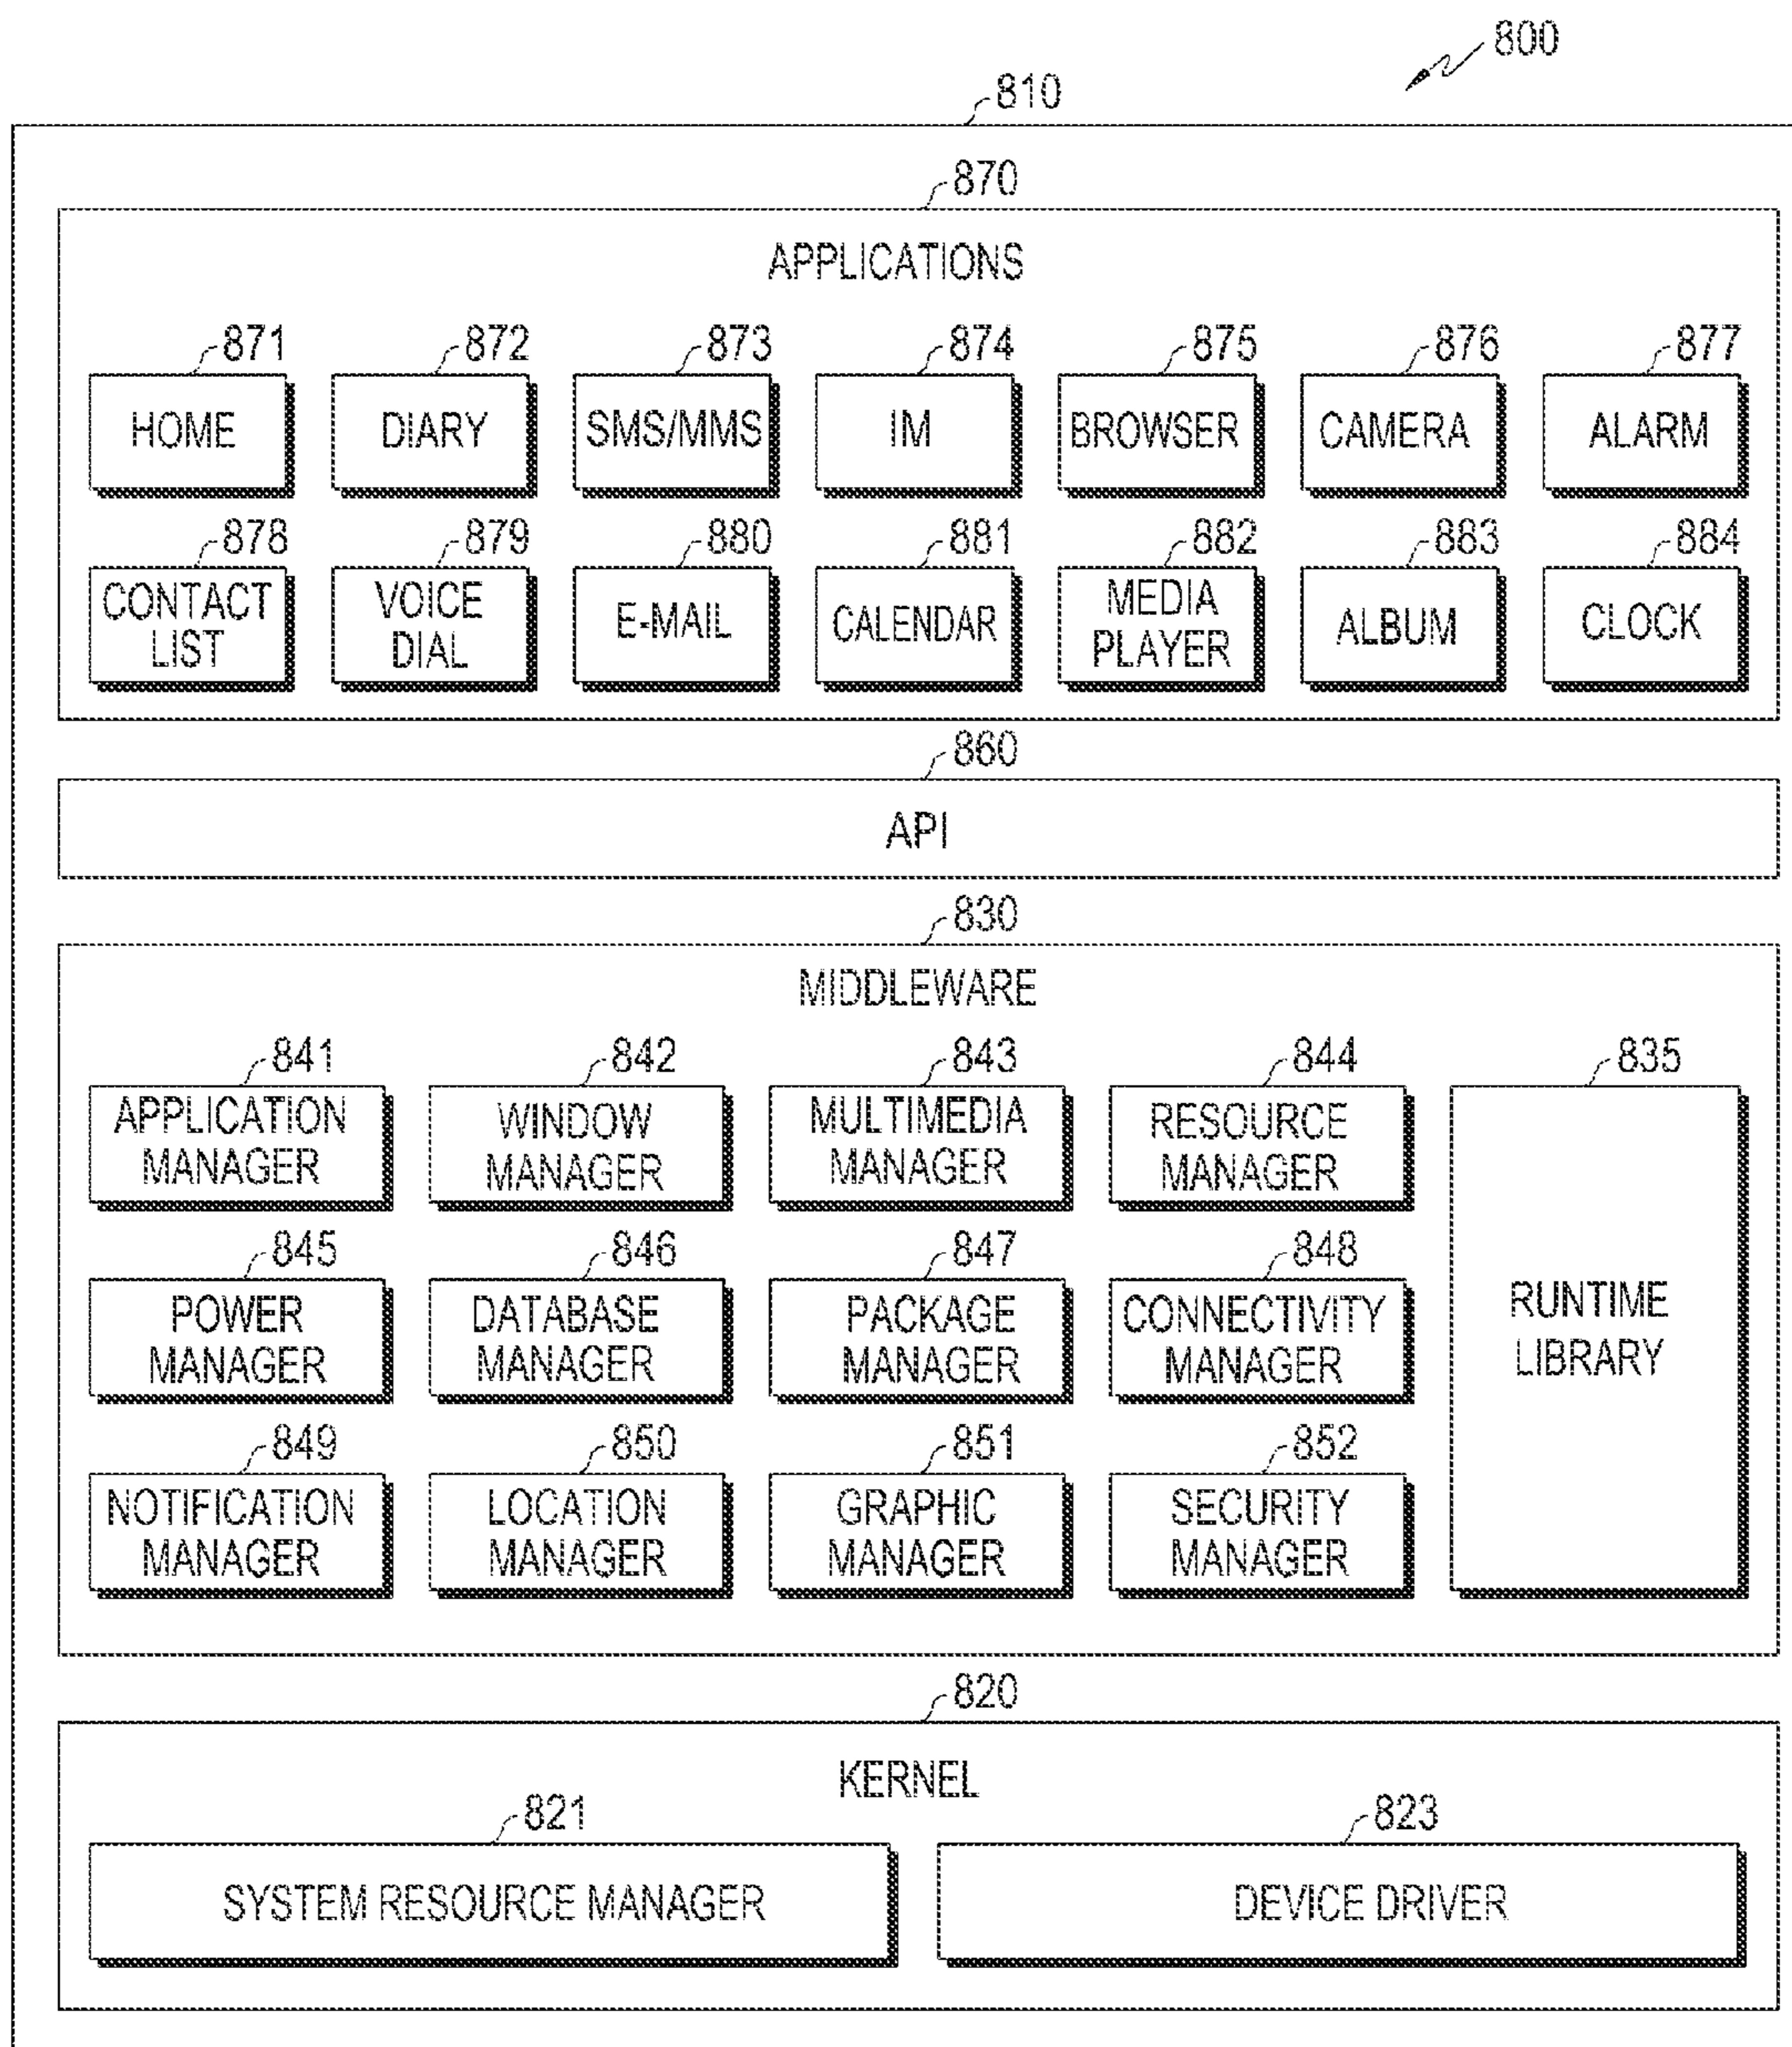 800
810
870
APPLICATIONS
871 872 873 874 875 876 877
HOME DIARY SMS/MMS IM BROWSER CAMERA ALARM
878 879 880 881 882 883 884
CONTACT LIST VOICE DIAL E-MAIL CALENDAR MEDIA PLAYER ALBUM CLOCK
860
API
830
MIDDLEWARE
841 842 843 844 835
APPLICATION MANAGER WINDOW MANAGER MULTIMEDIA MANAGER RESOURCE MANAGER
845 846 847 848
POWER MANAGER DATABASE MANAGER PACKAGE MANAGER CONNECTIVITY MANAGER RUNTIME LIBRARY
849 850 851 852
NOTIFICATION MANAGER LOCATION MANAGER GRAPHIC MANAGER SECURITY MANAGER
820
KERNEL
821 823
SYSTEM RESOURCE MANAGER DEVICE DRIVER